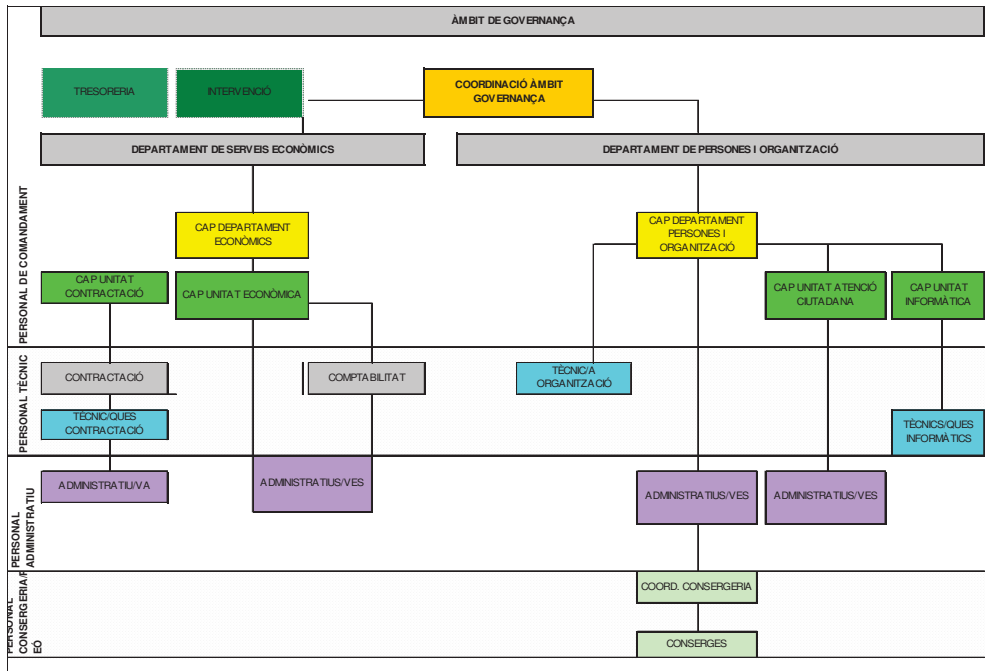 ÀMBIT DE GOVERNANÇA
TRESORERIA
INTERVENCIÓ
COORDINACIÓ ÀMBIT
GOVERNANÇA
DEPARTAMENT DE SERVEIS ECONÒMICS
DEPARTAMENT DE PERSONES I ORGANITZACIÓ
PERSONAL DE COMANDAMENT
CAP DEPARTAMENT
ECONÒMICS
CAP DEPARTAMENT
PERSONES I
ORGANITZACIÓ
CAP UNITAT
CONTRACTACIÓ
CAP UNITAT ECONÒMICA
CAP UNITAT ATENCIÓ
CIUTADANA
CAP UNITAT
INFORMÀTICA
PERSONAL TÈCNIC
CONTRACTACIÓ
COMPTABILITAT
TÈCNIC/A
ORGANITZACIÓ
TÈCNIC/QUES
CONTRACTACIÓ
TÈCNICS/QUES
INFORMÀTICS
PERSONAL
ADMINISTRATIU
ADMINISTRATIU/VA
ADMINISTRATIUS/VES
ADMINISTRATIUS/VES
ADMINISTRATIUS/VES
PERSONAL
CONSERGERIA/
EÓ
COORD. CONSERGERIA
CONSERGES